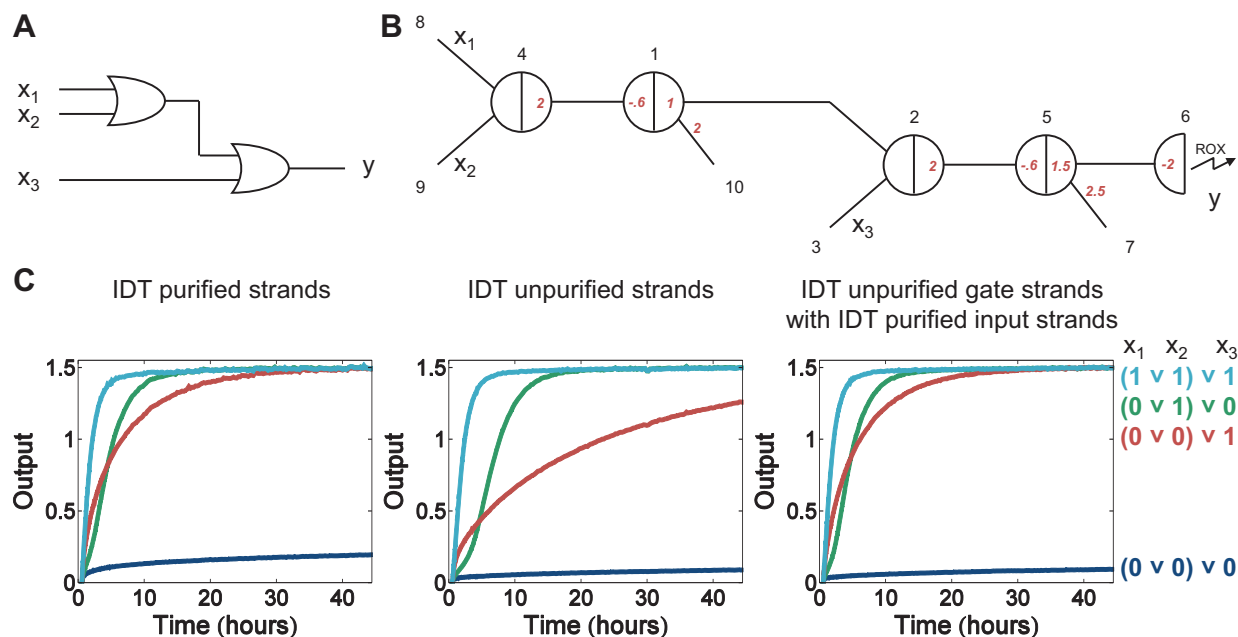 A
x1
x2
x3
y
B
8
x1
4
2
1
-.6
1
2
9
x2
10
2
2
3
x3
5
-.6
1.5
2.5
7
6
-2
ROX
y
C
IDT purified strands
Output
1.5
1
0.5
0
0
10
20
30
40
Time (hours)
IDT unpurified strands
Output
1.5
1
0.5
0
0
10
20
30
40
Time (hours)
IDT unpurified gate strands
with IDT purified input strands
Output
1.5
1
0.5
0
0
10
20
30
40
Time (hours)
x1 x2 x3
(1 ∨ 1) ∨ 1
(0 ∨ 1) ∨ 0
(0 ∨ 0) ∨ 1
(0 ∨ 0) ∨ 0